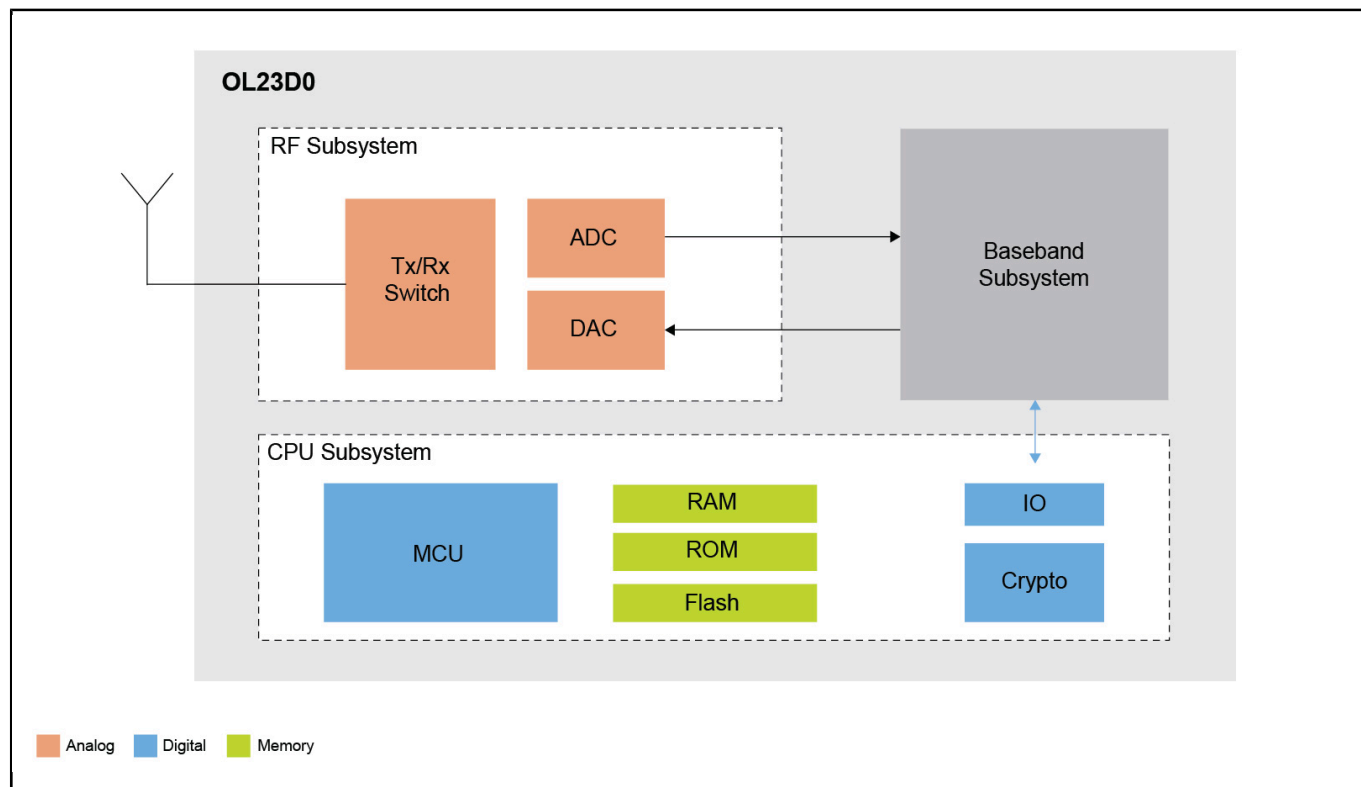 OL23D0
RF Subsystem
Tx/Rx
Switch
ADC
DAC
Baseband
Subsystem
CPU Subsystem
MCU
RAM
ROM
Flash
IO
Crypto
Analog
Digital
Memory